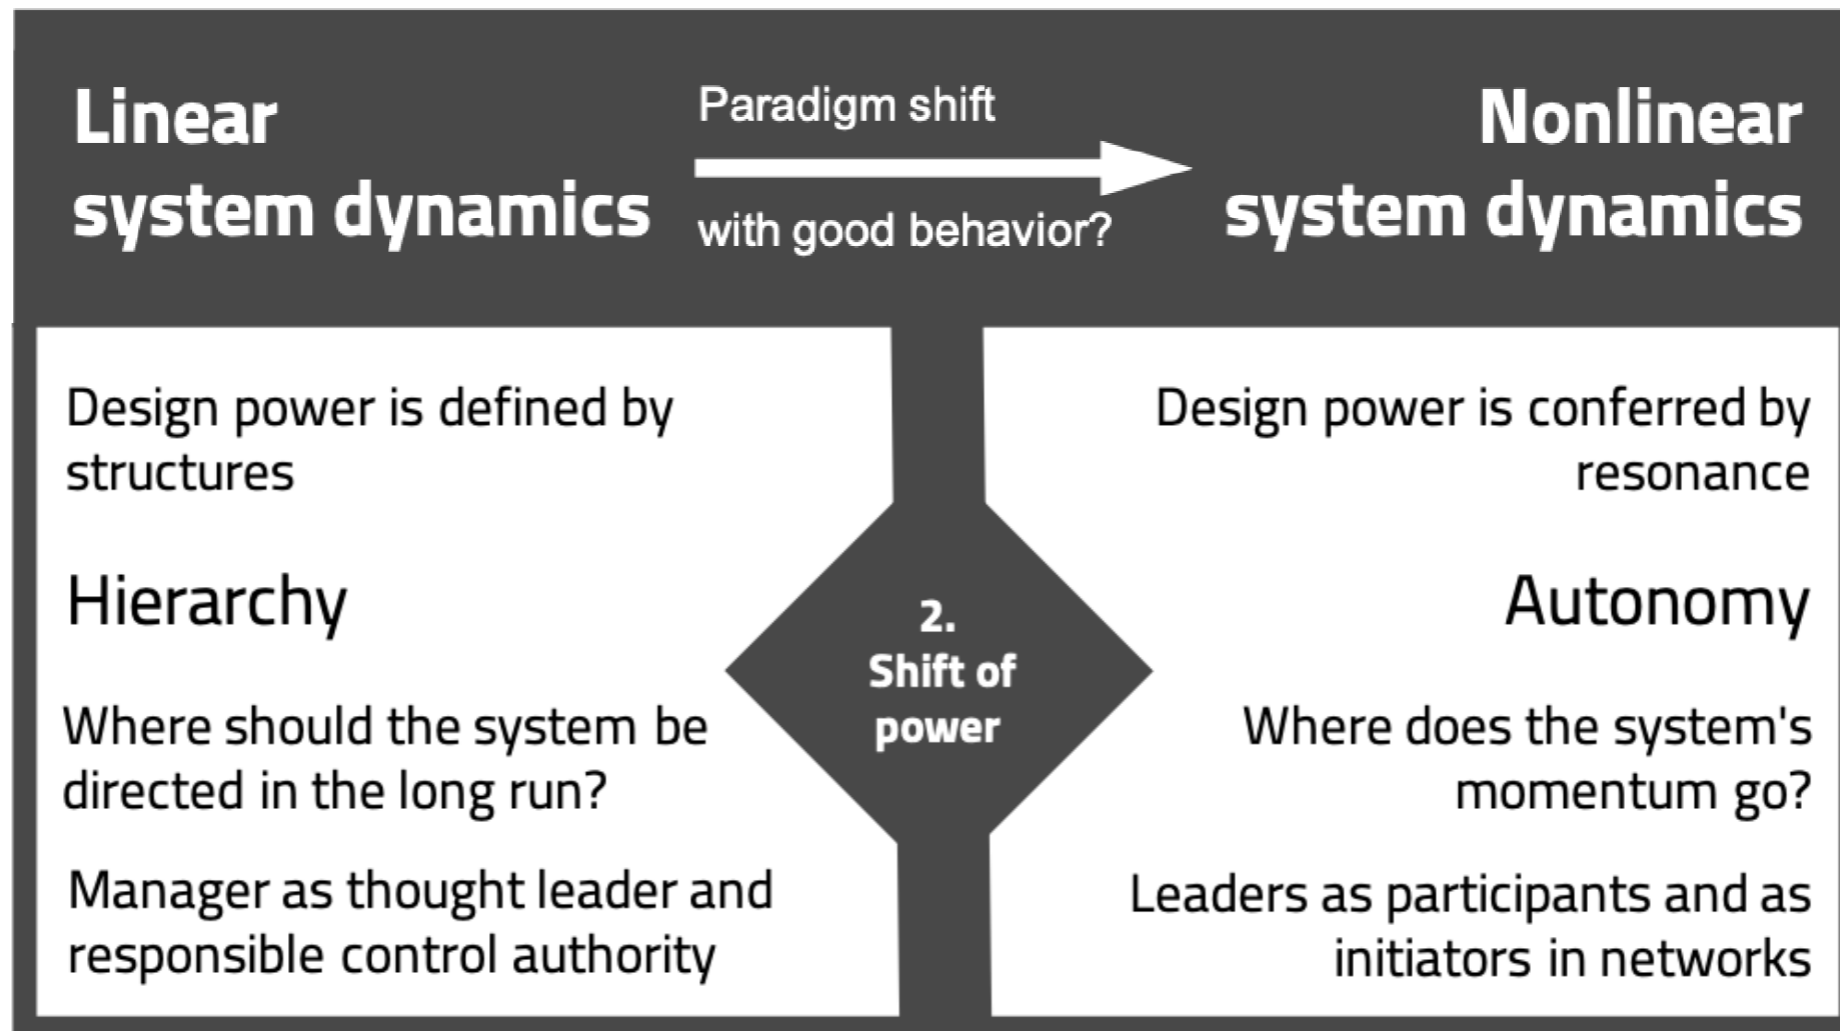 Linear
system dynamics
Paradigm shift
with good behavior?
Nonlinear
system dynamics
Design power is defined by
structures
Hierarchy
Where should the system be
directed in the long run?
Manager as thought leader and
responsible control authority
2.
Shift of
power
Design power is conferred by
resonance
Autonomy
Where does the system's
momentum go?
Leaders as participants and as
initiators in networks